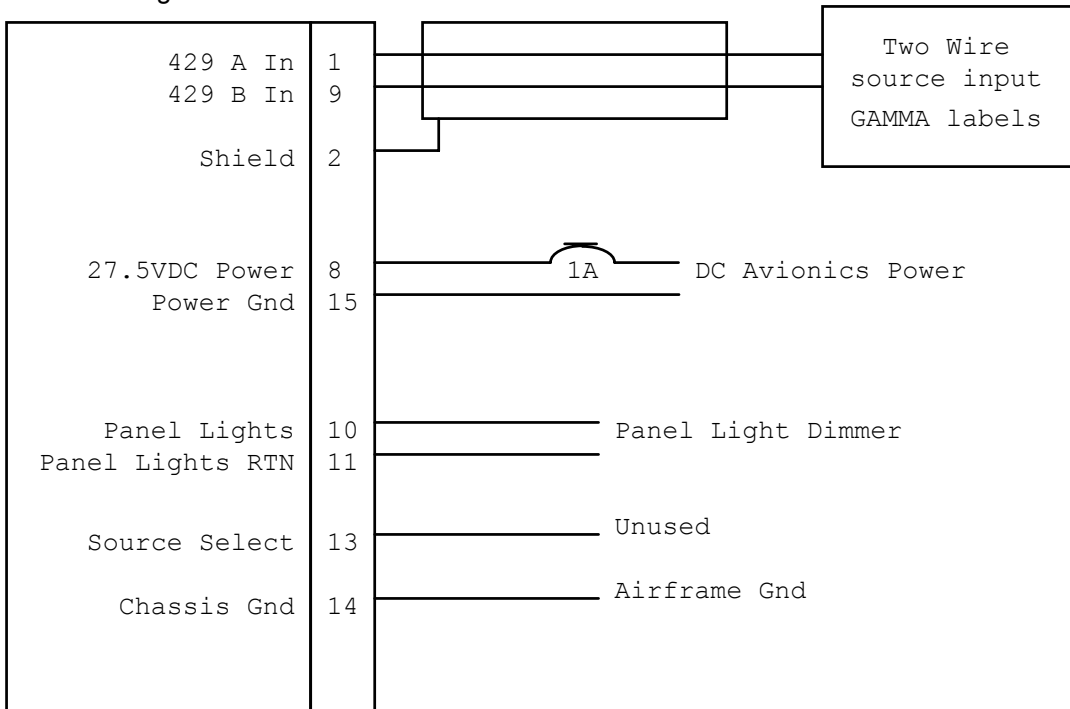 429 A In 1
429 B In 9
Shield 2
27.5VDC Power 8
Power Gnd 15
Panel Lights 10
Panel Lights RTN 11
Source Select 13
Chassis Gnd 14
Two Wire
source input
GAMMA labels
1A DC Avionics Power
Panel Light Dimmer
Unused
Airframe Gnd